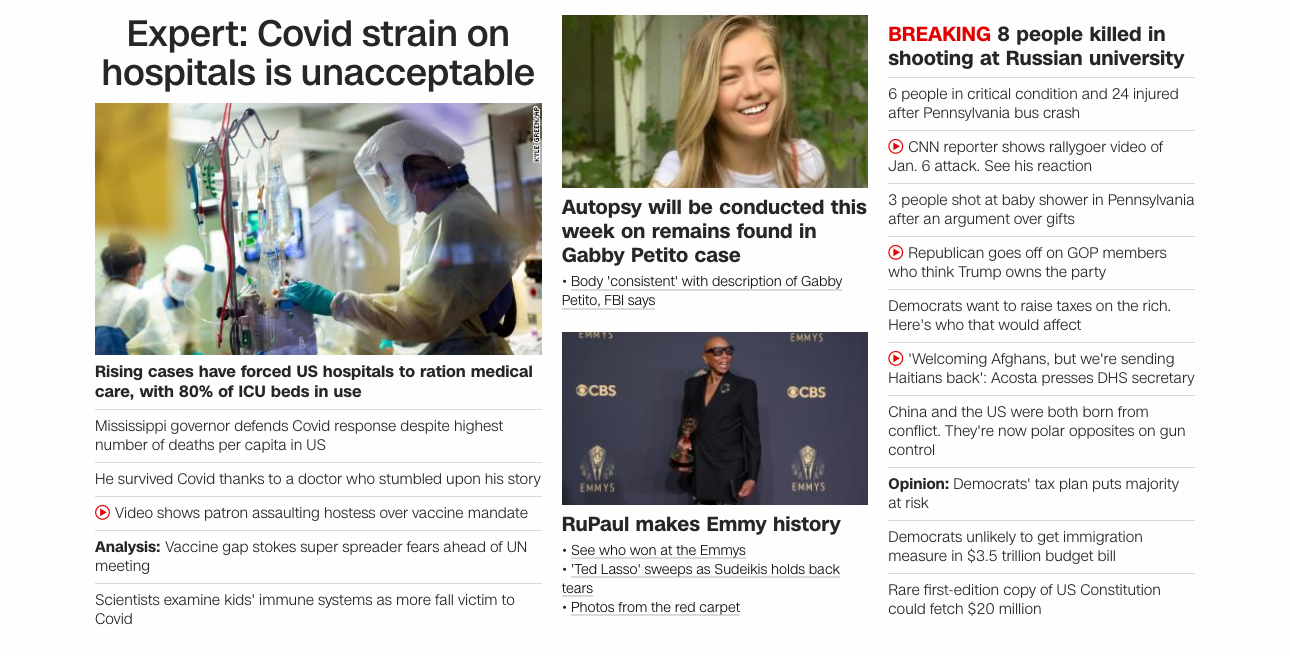 Expert: Covid strain on
hospitals is unacceptable
KYLE GREEN/AP
Rising cases have forced US hospitals to ration medical
care, with 80% of ICU beds in use
Mississippi governor defends Covid response despite highest
number of deaths per capita in US
He survived Covid thanks to a doctor who stumbled upon his story
Video shows patron assaulting hostess over vaccine mandate
Analysis: Vaccine gap stokes super spreader fears ahead of UN
meeting
Scientists examine kids' immune systems as more fall victim to
Covid
Autopsy will be conducted this
week on remains found in
Gabby Petito case
• Body 'consistent' with description of Gabby
Petito, FBI says
EMMYS
EMMYS
CBS
CBS
EMMYS
EMMYS
RuPaul makes Emmy history
• See who won at the Emmys
• 'Ted Lasso' sweeps as Sudeikis holds back
tears
• Photos from the red carpet
BREAKING 8 people killed in
shooting at Russian university
6 people in critical condition and 24 injured
after Pennsylvania bus crash
CNN reporter shows rallygoer video of
Jan. 6 attack. See his reaction
3 people shot at baby shower in Pennsylvania
after an argument over gifts
Republican goes off on GOP members
who think Trump owns the party
Democrats want to raise taxes on the rich.
Here's who that would affect
'Welcoming Afghans, but we're sending
Haitians back': Acosta presses DHS secretary
China and the US were both born from
conflict. They're now polar opposites on gun
control
Opinion: Democrats' tax plan puts majority
at risk
Democrats unlikely to get immigration
measure in $3.5 trillion budget bill
Rare first-edition copy of US Constitution
could fetch $20 million